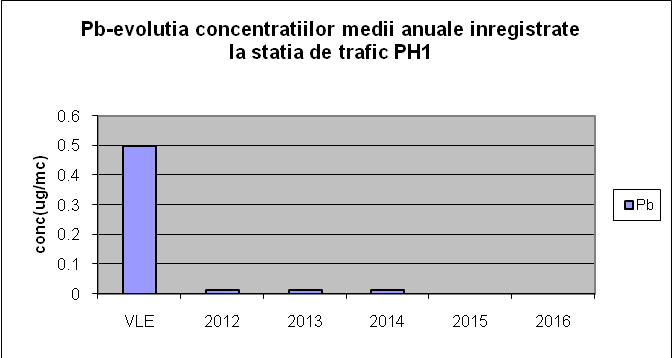 Pb-evolutia concentratiilor medii anuale inregistrate
la statia de trafic PH1
conc(ug/mc)
0.6
0.5
0.4
0.3
0.2
0.1
0
VLE 2012 2013 2014 2015 2016
Pb